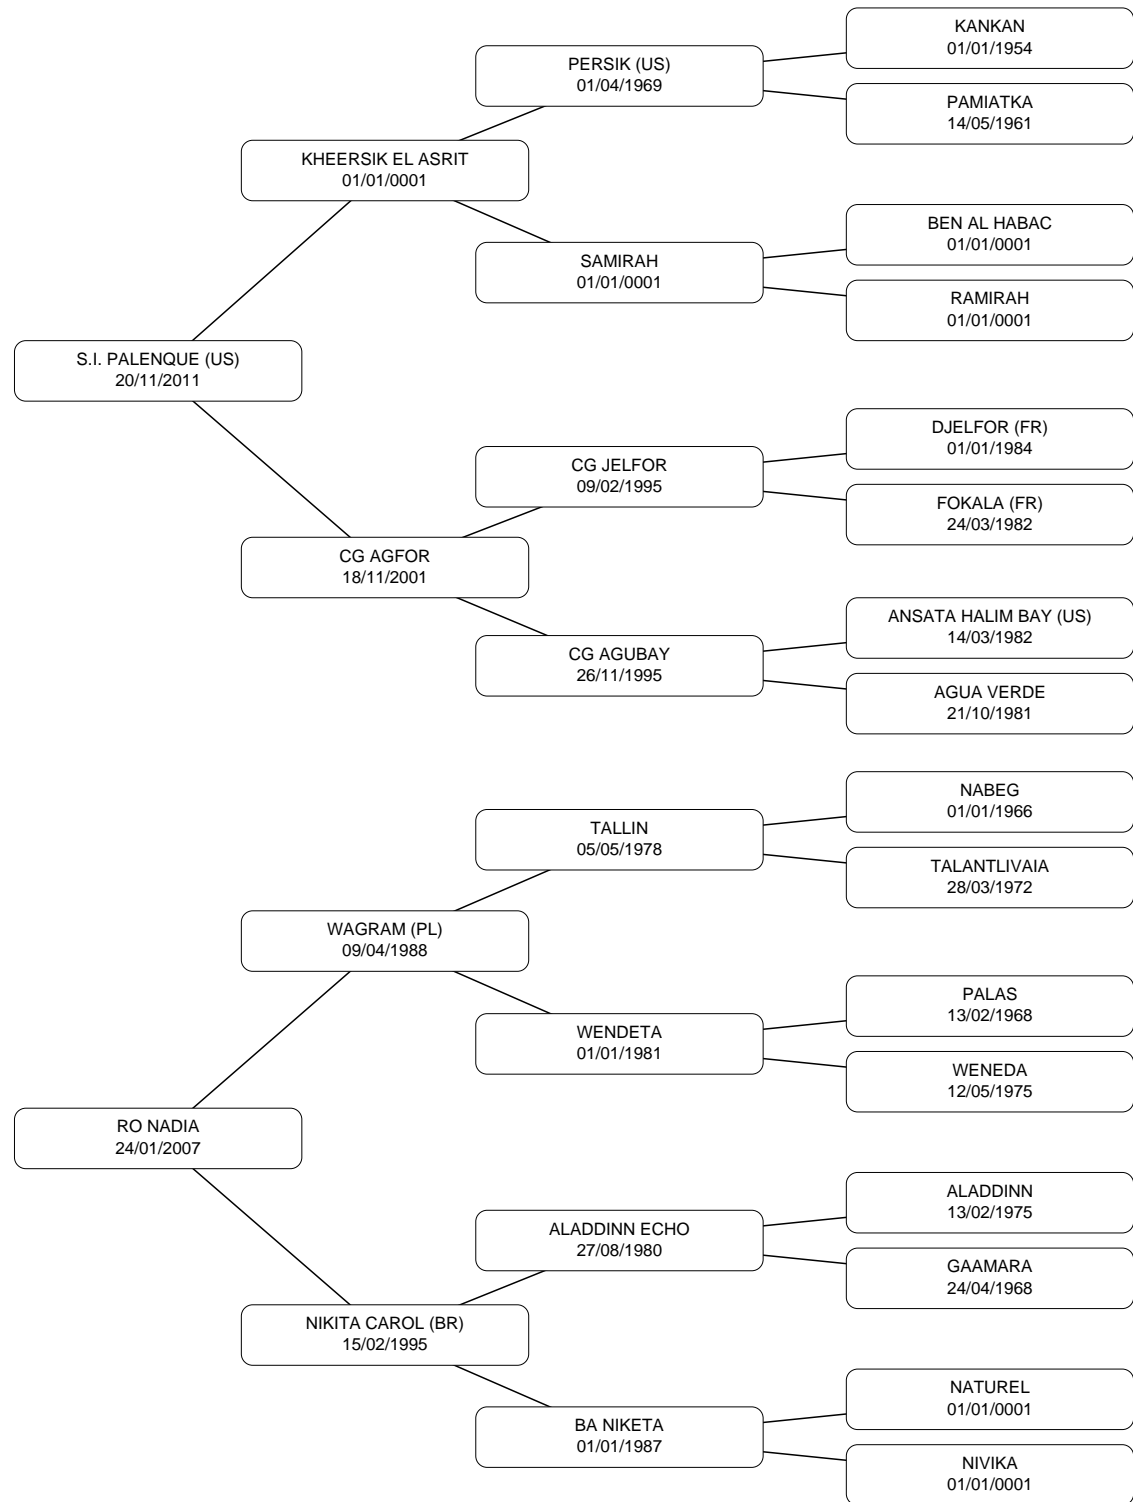 KANKAN
01/01/1954
PERSIK (US)
01/04/1969
PAMIATKA
14/05/1961
KHEERSIK EL ASRIT
01/01/0001
BEN AL HABAC
01/01/0001
SAMIRAH
01/01/0001
RAMIRAH
01/01/0001
S.I. PALENQUE (US)
20/11/2011
DJELFOR (FR)
01/01/1984
CG JELFOR
09/02/1995
FOKALA (FR)
24/03/1982
CG AGFOR
18/11/2001
ANSATA HALIM BAY (US)
14/03/1982
CG AGUBAY
26/11/1995
AGUA VERDE
21/10/1981
NABEG
01/01/1966
TALLIN
05/05/1978
TALANTLIVAIA
28/03/1972
WAGRAM (PL)
09/04/1988
PALAS
13/02/1968
WENDETA
01/01/1981
WENEDA
12/05/1975
RO NADIA
24/01/2007
ALADDINN
13/02/1975
ALADDINN ECHO
27/08/1980
GAAMARA
24/04/1968
NIKITA CAROL (BR)
15/02/1995
NATUREL
01/01/0001
BA NIKETA
01/01/1987
NIVIKA
01/01/0001